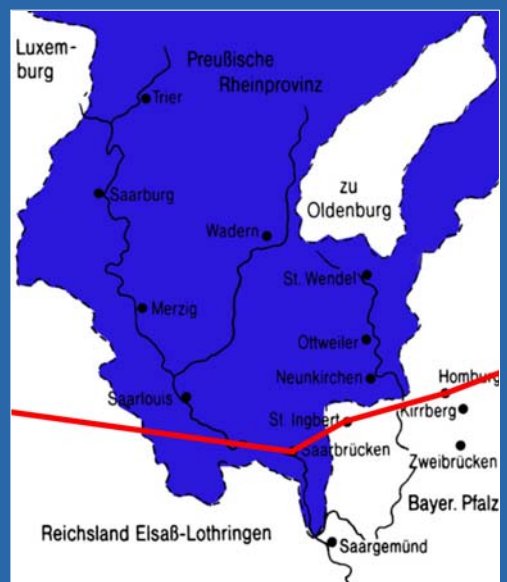 Luxem-
burg
Preußische
Rheinprovinz
Trier
Saarburg
zu
Oldenburg
Wadern
St. Wendel
Merzig
Ottweiler
Neunkirchen
Homburg
Saarlouis
St. Ingbert
Kirrberg
Saarbrücken
Zweibrücken
Bayer. Pfalz
Reichsland Elsaß-Lothringen
Saargemünd